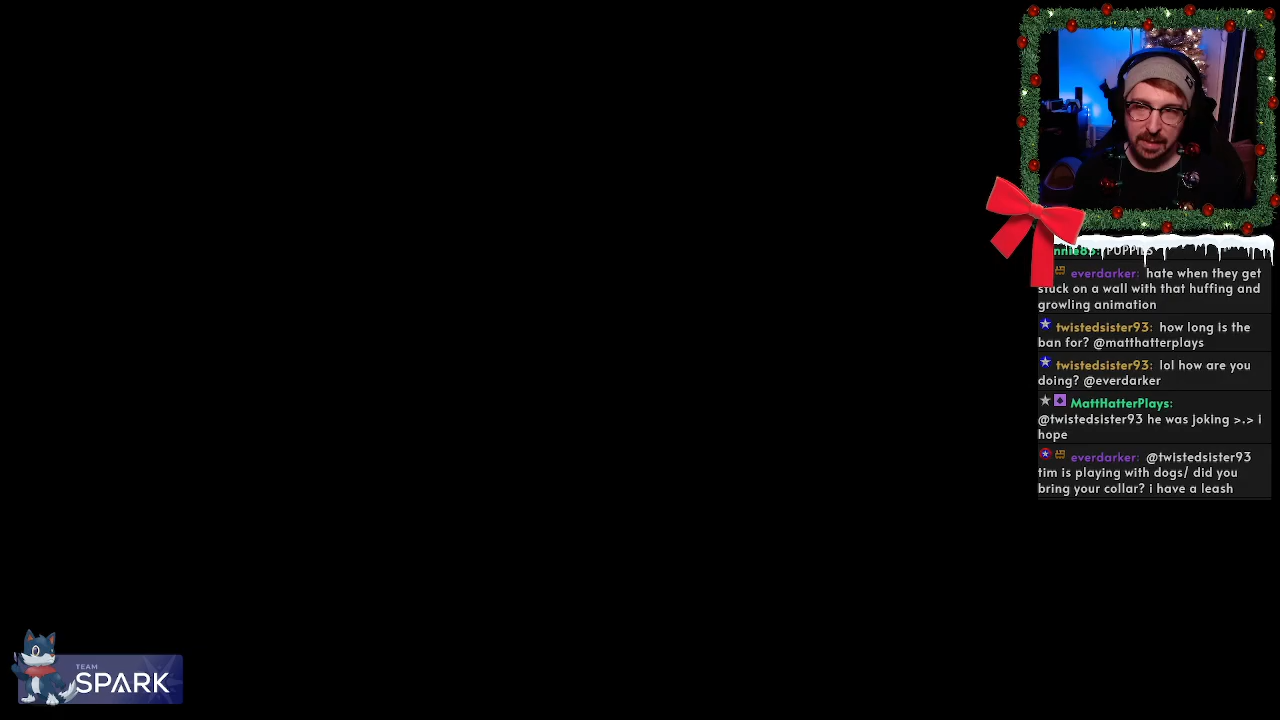 PUPPIES
everdarker: hate when they get
stuck on a wall with that huffing and
growling animation
twistedsister93: how long is the
ban for? @matthatterplays
twistedsister93: lol how are you
doing? @everdarker
MattHatterPlays:
@twistedsister93 he was joking >.> i
hope
everdarker: @twistedsister93
tim is playing with dogs/ did you
bring your collar? i have a leash
TEAM
SPARK